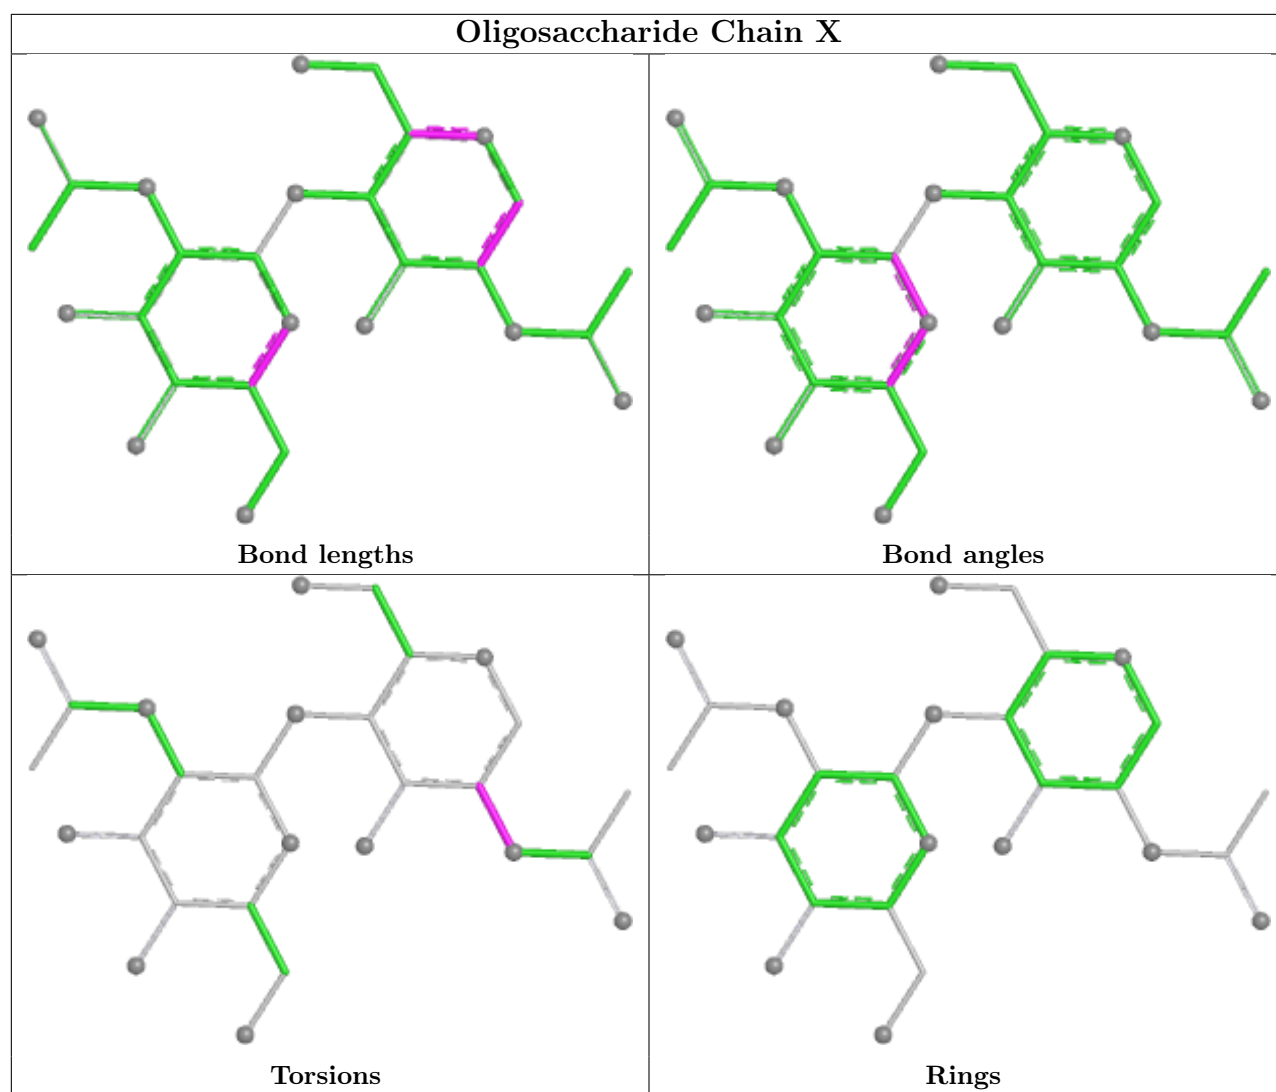 Oligosaccharide Chain X
Bond lengths
Bond angles
Torsions
Rings